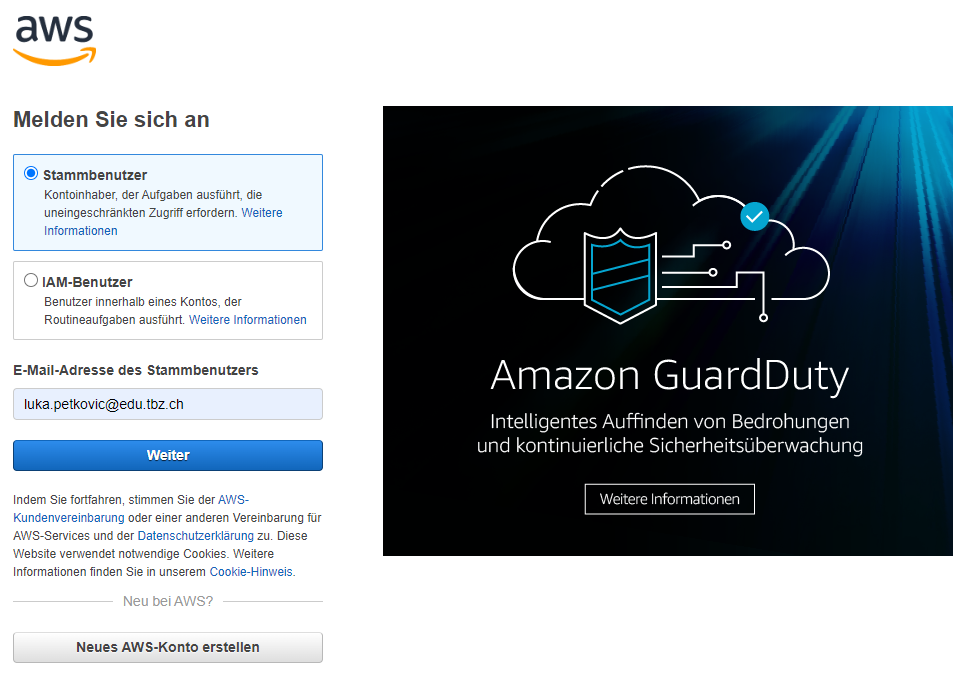 aws
Melden Sie sich an
Stammbenutzer
Kontoinhaber, der Aufgaben ausführt, die
uneingeschränkten Zugriff erfordern. Weitere
Informationen
IAM-Benutzer
Benutzer innerhalb eines Kontos, der
Routineaufgaben ausführt. Weitere Informationen
E-Mail-Adresse des Stammbenutzers
luka.petkovic@edu.tbz.ch
Weiter
Indem Sie fortfahren, stimmen Sie der AWS-
Kundenvereinbarung oder einer anderen Vereinbarung für
AWS-Services und der Datenschutzerklärung zu. Diese
Website verwendet notwendige Cookies. Weitere
Informationen finden Sie in unserem Cookie-Hinweis.
Neu bei AWS?
Neues AWS-Konto erstellen
Amazon GuardDuty
Intelligentes Auffinden von Bedrohungen
und kontinuierliche Sicherheitsüberwachung
Weitere Informationen